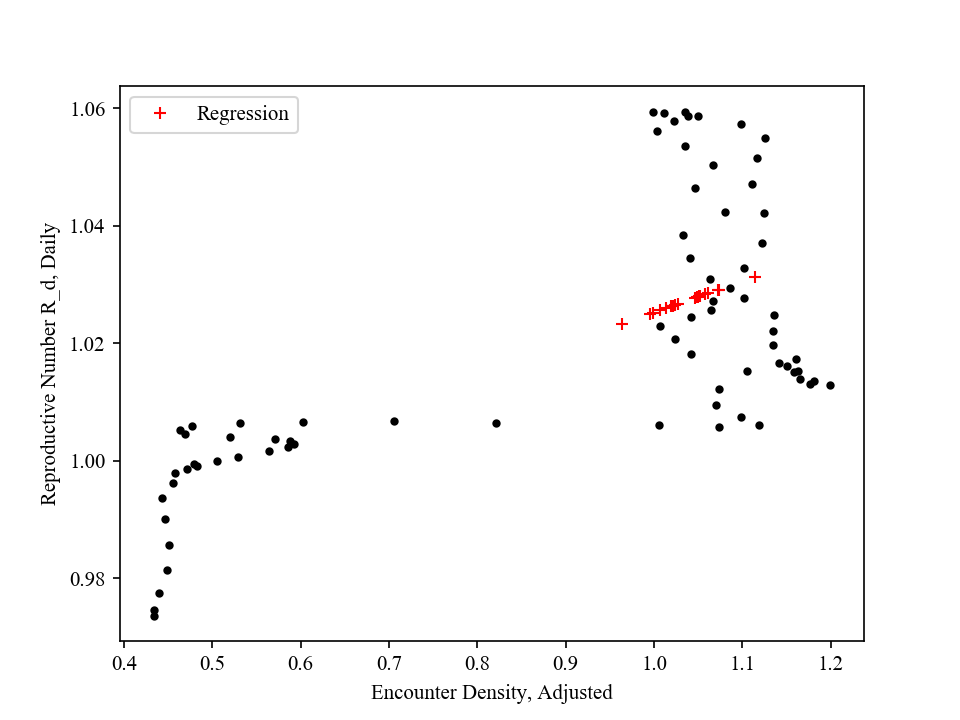 Regression
1.06
1.04
1.02
1.00
0.98
Reproductive Number R_d, Daily
0.4 0.5 0.6 0.7 0.8 0.9 1.0 1.1 1.2
Encounter Density, Adjusted